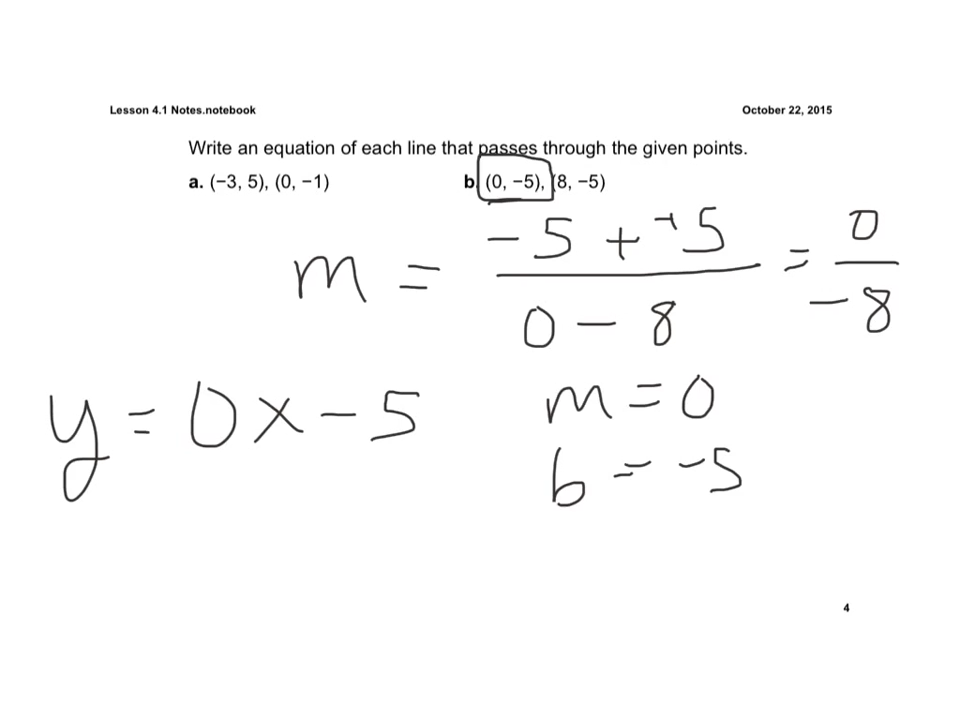 Lesson 4.1 Notes.notebook October 22, 2015
Write an equation of each line that passes through the given points.
a. (−3, 5), (0, −1) b. (0, −5), (8, −5)
m = (−5 + +5)/(0 − 8) = 0/−8
y = 0x − 5
m = 0
b = −5
4